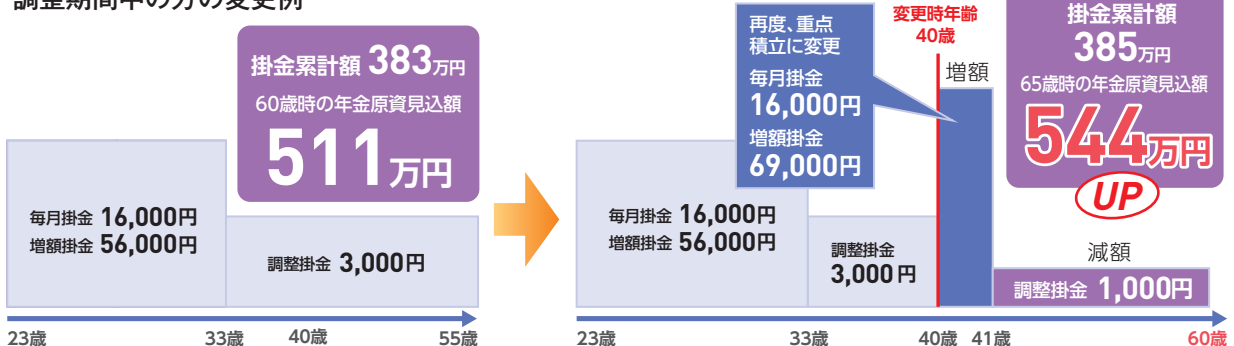 調整期間中の方の変更例
掛金累計額 383万円
60歳時の年金原資見込額
511万円
毎月掛金 16,000円
増額掛金 56,000円
調整掛金 3,000円
23歳
33歳
40歳
55歳
再度、重点
積立に変更
毎月掛金
16,000円
増額掛金
69,000円
変更時年齢
40歳
増額
掛金累計額
385万円
65歳時の年金原資見込額
544万円
UP
毎月掛金 16,000円
増額掛金 56,000円
調整掛金
3,000円
減額
調整掛金 1,000円
23歳
33歳
40歳
41歳
60歳